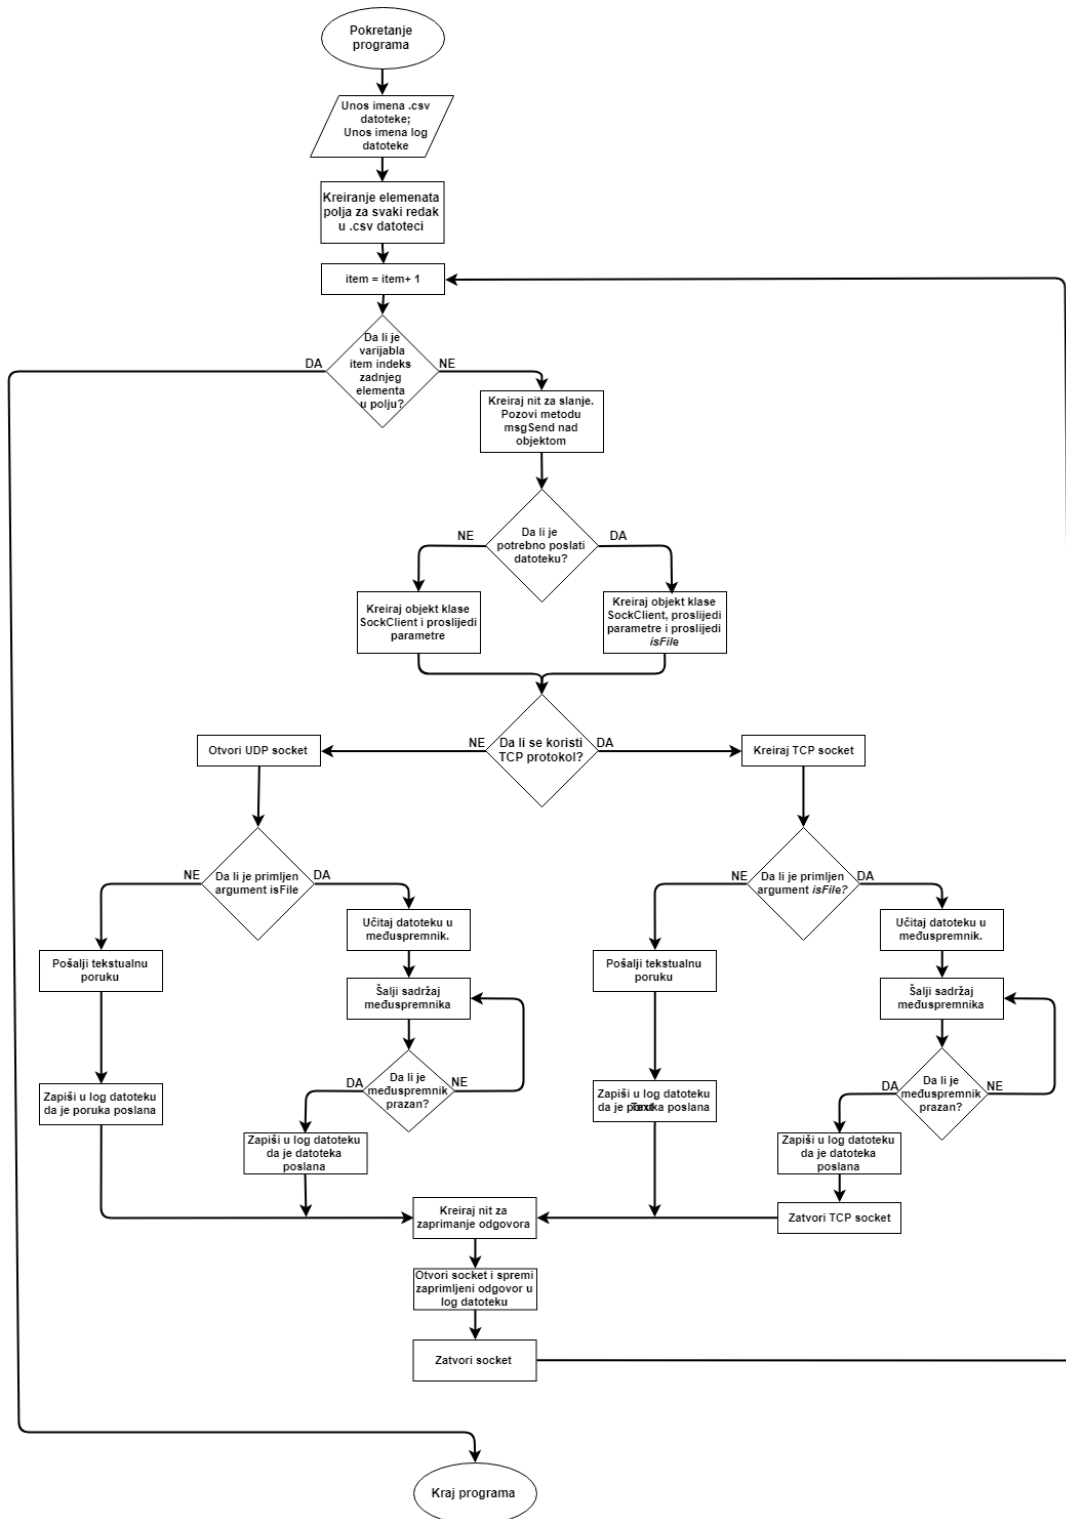 Pokretanje
programa
Unos imena .csv
datoteke;
Unos imena log
datoteke
Kreiranje elemenata
polja za svaki redak
u .csv datoteci
item = item+ 1
Da li je
varijabla
item indeks
zadnjeg
elementa
u polju?
DA
NE
Kreiraj nit za slanje.
Pozovi metodu
msgSend nad
objektom
Da li je
potrebno poslati
datoteku?
NE
DA
Kreiraj objekt klase
SockClient i proslijedi
parametre
Kreiraj objekt klase
SockClient, proslijedi
parametre i proslijedi
isFile
Da li se koristi
TCP protokol?
NE
DA
Otvori UDP socket
Kreiraj TCP socket
Da li je primljen
argument isFile
NE
DA
Da li je primljen
argument isFile?
NE
DA
Pošalji tekstualnu
poruku
Učitaj datoteku u
međuspremnik.
Šalji sadržaj
međuspremnika
Da li je
međuspremnik
prazan?
DA
NE
Zapiši u log datoteku
da je poruka poslana
Zapiši u log datoteku
da je datoteka
poslana
Pošalji tekstualnu
poruku
Učitaj datoteku u
međuspremnik.
Šalji sadržaj
međuspremnika
Da li je
međuspremnik
prazan?
DA
NE
Zapiši u log datoteku
da je poruka poslana
Text
Zapiši u log datoteku
da je datoteka
poslana
Zatvori TCP socket
Kreiraj nit za
zaprimanje odgovora
Otvori socket i spremi
zaprimljeni odgovor u
log datoteku
Zatvori socket
Kraj programa